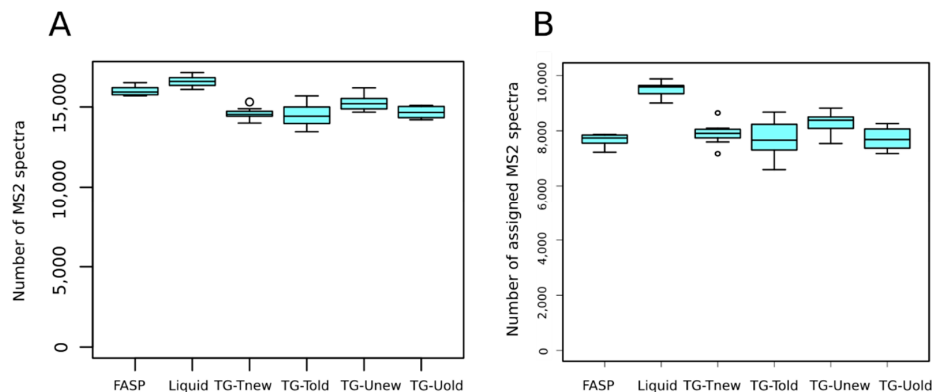 A
Number of MS2 spectra
15,000
10,000
5,000
0
FASP Liquid TG-Tnew TG-Told TG-Unew TG-Uold
B
Number of assigned MS2 spectra
10,000
8,000
6,000
4,000
2,000
0
FASP Liquid TG-Tnew TG-Told TG-Unew TG-Uold